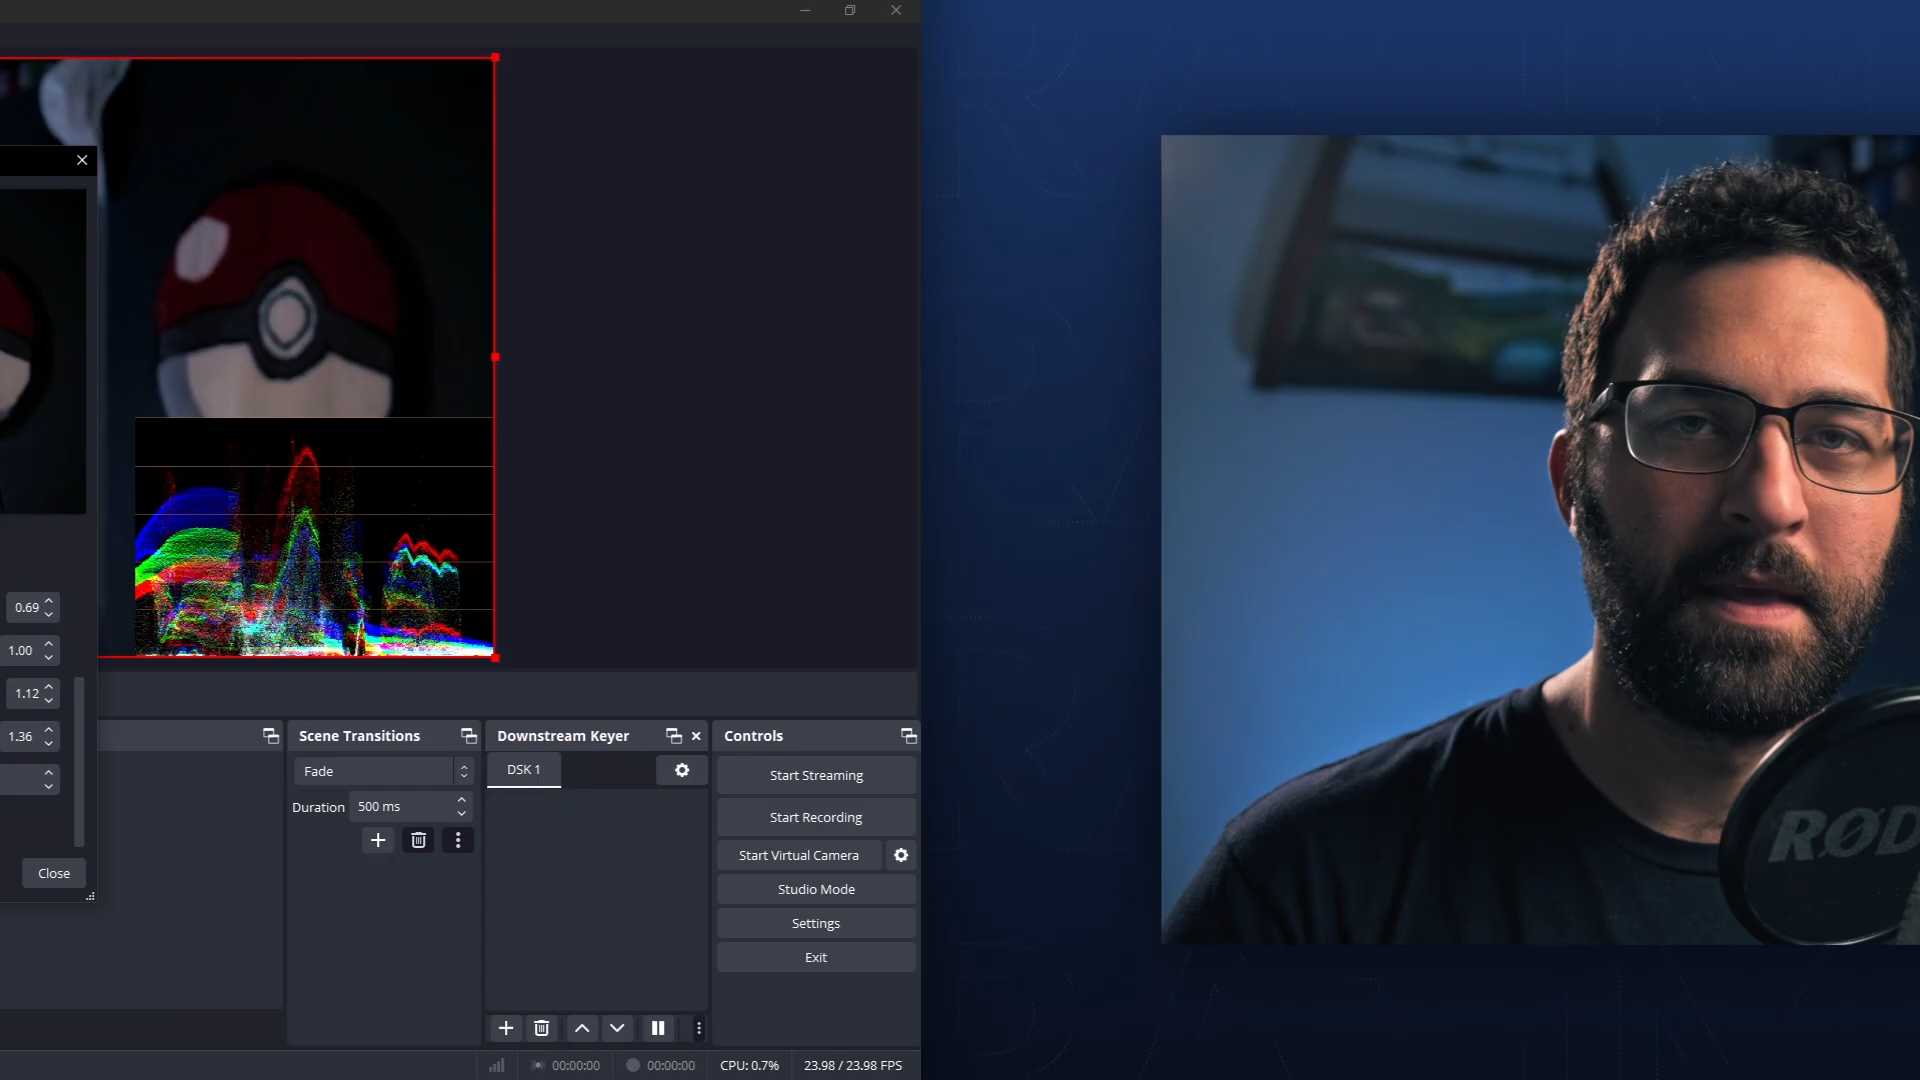 0.69
1.00
1.12
1.36
Close
Scene Transitions
Fade
Duration 500 ms
Downstream Keyer
DSK 1
Controls
Start Streaming
Start Recording
Start Virtual Camera
Studio Mode
Settings
Exit
00:00:00
00:00:00
CPU: 0.7%
23.98 / 23.98 FPS
RØD